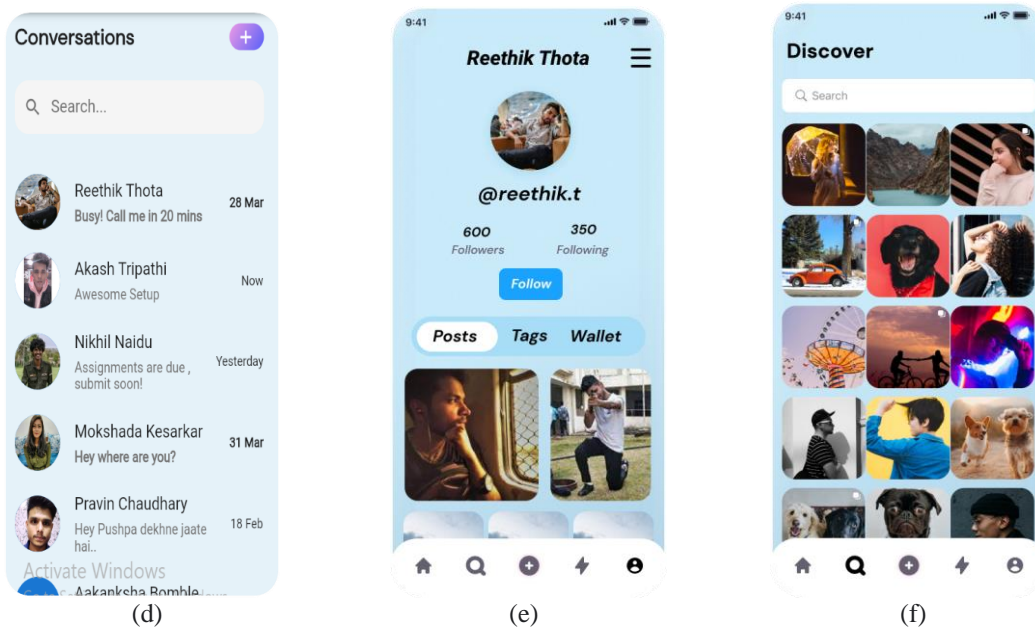 Conversations
Search...
Reethik Thota
Busy! Call me in 20 mins
28 Mar
Akash Tripathi
Awesome Setup
Now
Nikhil Naidu
Assignments are due ,
submit soon!
Yesterday
Mokshada Kesarkar
Hey where are you?
31 Mar
Pravin Chaudhary
Hey Pushpa dekhne jaate
hai..
18 Feb
Activate Windows
Aakanksha Bomble
(d)
9:41
Reethik Thota
@reethik.t
600
Followers
350
Following
Follow
Posts Tags Wallet
(e)
9:41
Discover
Search
(f)